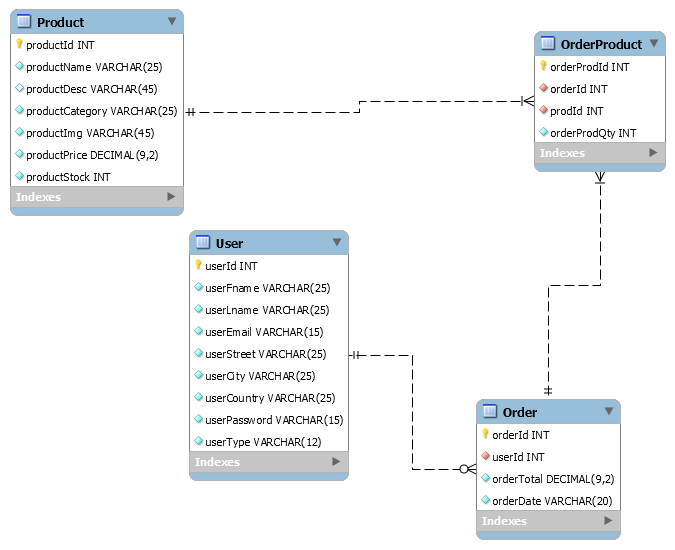 Product
productId INT
productName VARCHAR(25)
productDesc VARCHAR(45)
productCategory VARCHAR(25)
productImg VARCHAR(45)
productPrice DECIMAL(9,2)
productStock INT
Indexes
OrderProduct
orderProdId INT
orderId INT
prodId INT
orderProdQty INT
Indexes
User
userId INT
userFname VARCHAR(25)
userLname VARCHAR(25)
userEmail VARCHAR(15)
userStreet VARCHAR(25)
userCity VARCHAR(25)
userCountry VARCHAR(25)
userPassword VARCHAR(15)
userType VARCHAR(12)
Indexes
Order
orderId INT
userId INT
orderTotal DECIMAL(9,2)
orderDate VARCHAR(20)
Indexes